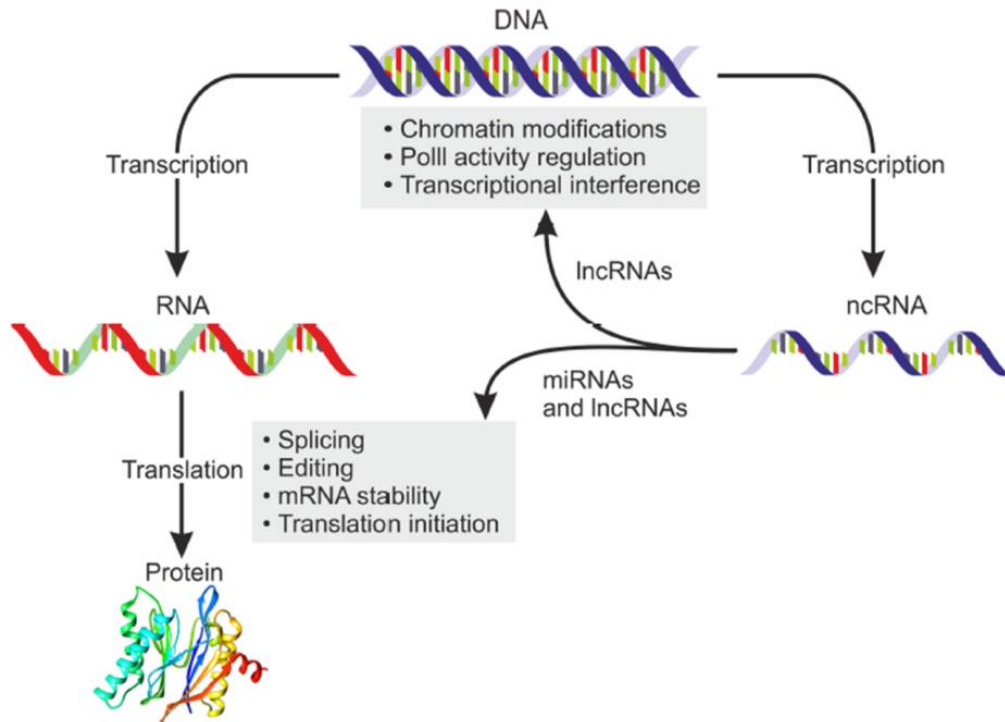 DNA
• Chromatin modifications
• PolII activity regulation
• Transcriptional interference
Transcription
Transcription
lncRNAs
RNA
ncRNA
miRNAs
and lncRNAs
• Splicing
• Editing
• mRNA stability
• Translation initiation
Translation
Protein